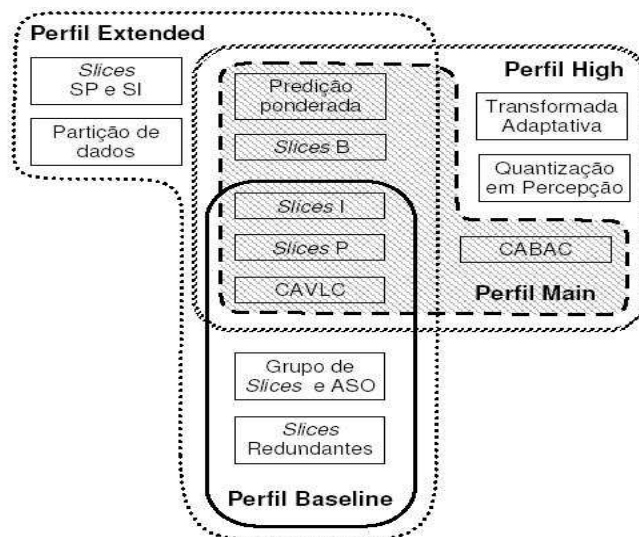 Perfil Extended
Slices
SP e SI
Partição de
dados
Predição
ponderada
Slices B
Perfil High
Transformada
Adaptativa
Quantização
em Percepção
Slices I
Slices P
CAVLC
CABAC
Perfil Main
Grupo de
Slices e ASO
Slices
Redundantes
Perfil Baseline